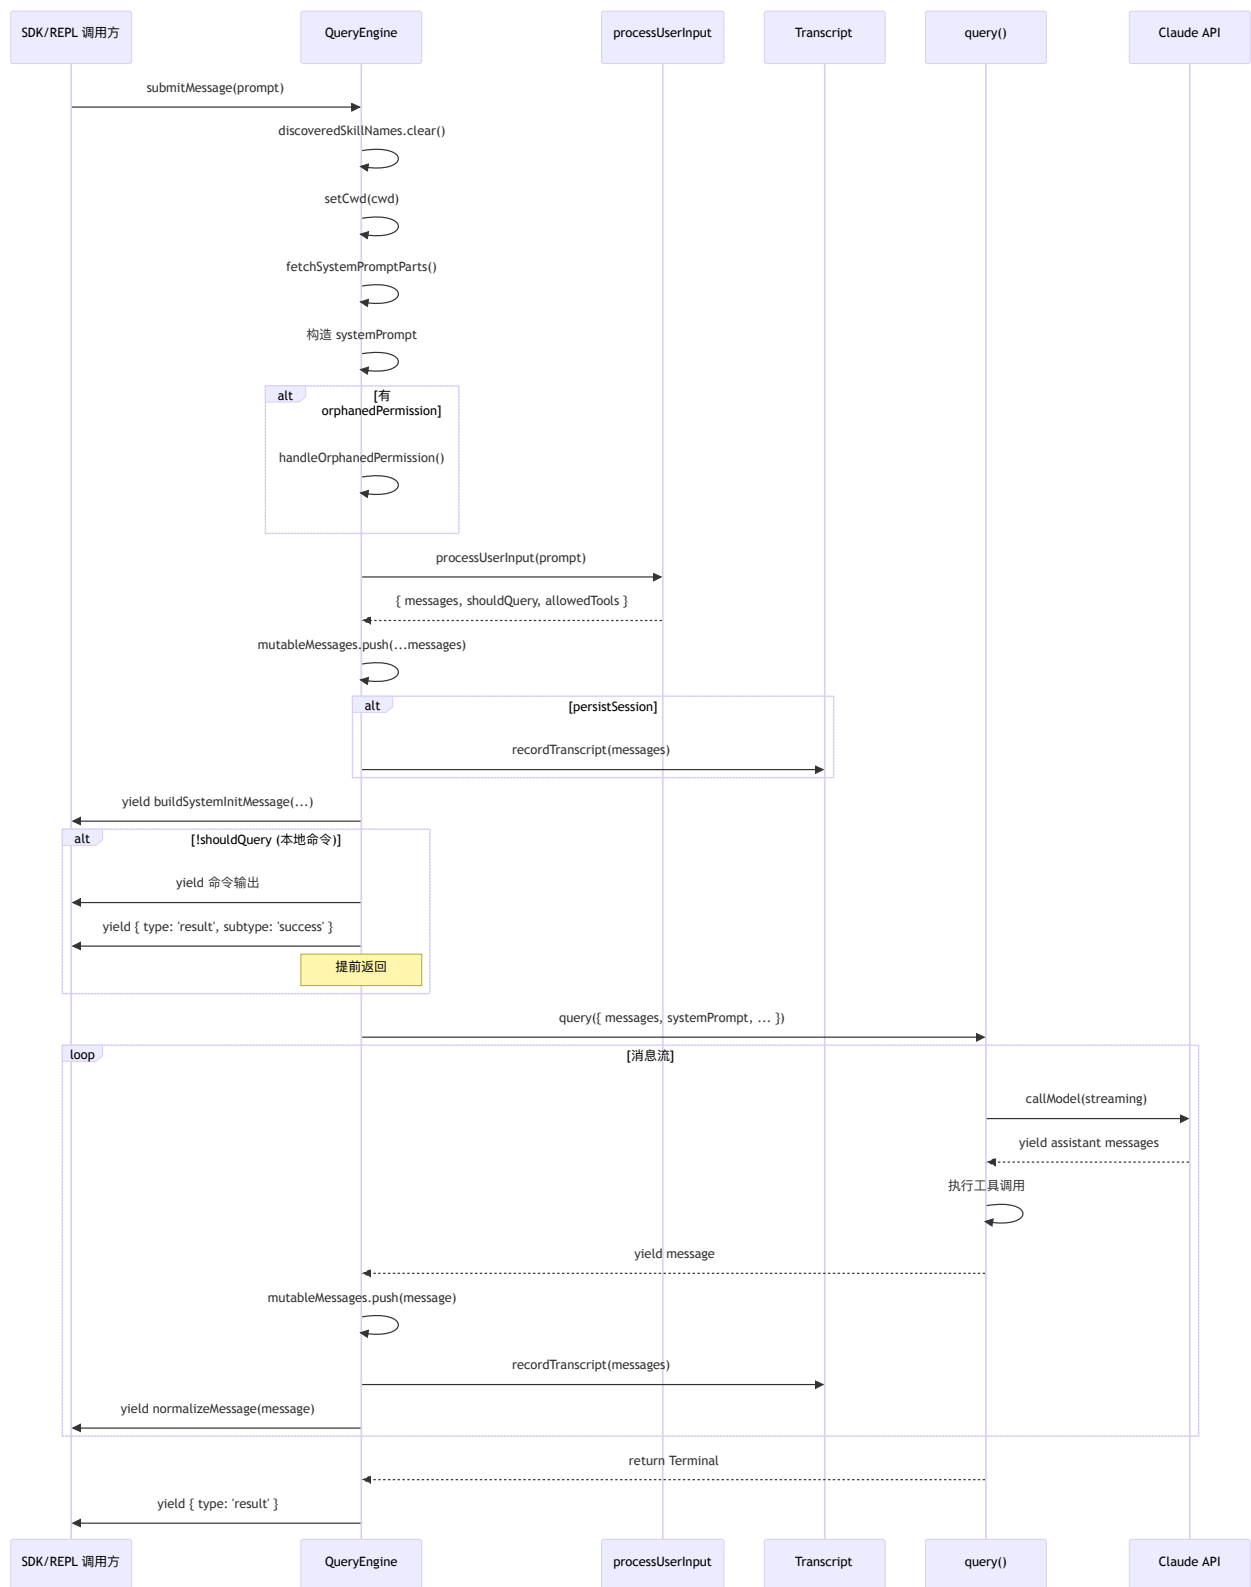 SDK/REPL 调用方
QueryEngine
processUserInput
Transcript
query()
Claude API
submitMessage(prompt)
discoveredSkillNames.clear()
setCwd(cwd)
fetchSystemPromptParts()
构造 systemPrompt
alt
[有
orphanedPermission]
handleOrphanedPermission()
processUserInput(prompt)
{ messages, shouldQuery, allowedTools }
mutableMessages.push(...messages)
alt
[persistSession]
recordTranscript(messages)
yield buildSystemInitMessage(...)
alt
[!shouldQuery (本地命令)]
yield 命令输出
yield { type: 'result', subtype: 'success' }
提前返回
query({ messages, systemPrompt, ... })
loop
[消息流]
callModel(streaming)
yield assistant messages
执行工具调用
yield message
mutableMessages.push(message)
recordTranscript(messages)
yield normalizeMessage(message)
return Terminal
yield { type: 'result' }
SDK/REPL 调用方
QueryEngine
processUserInput
Transcript
query()
Claude API